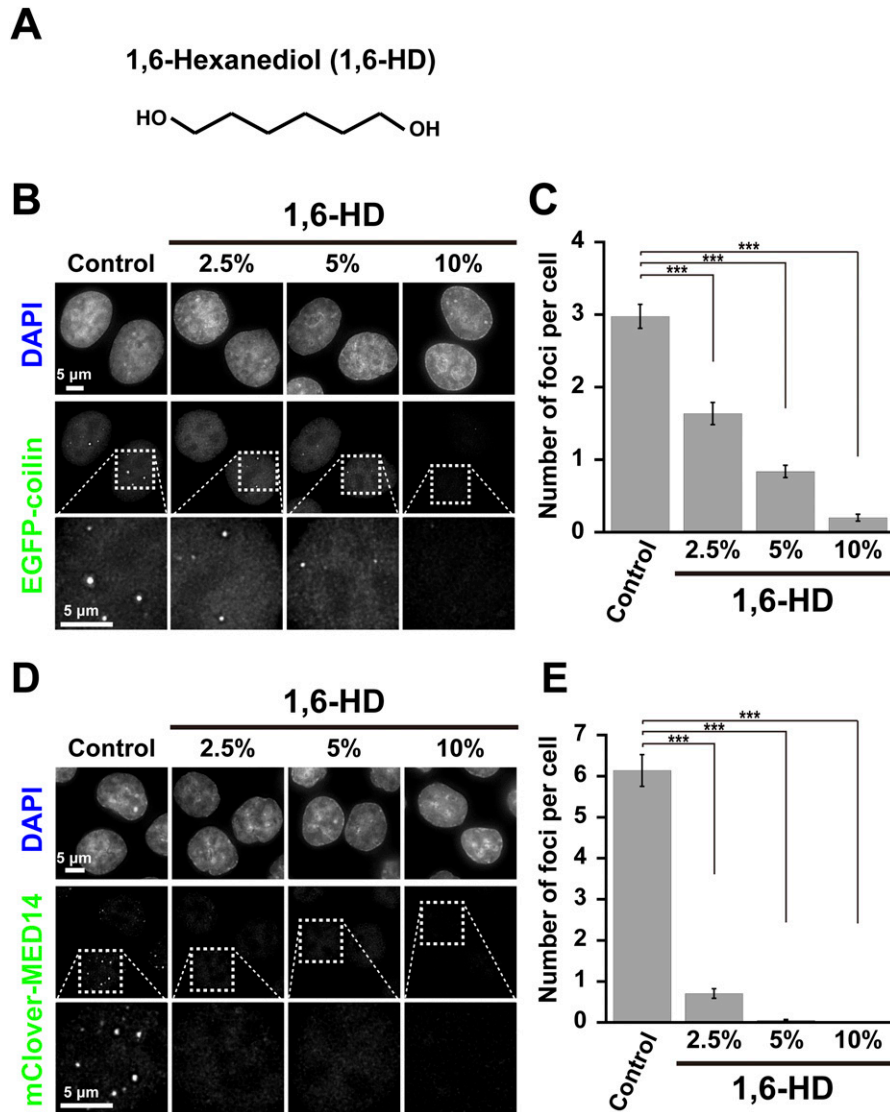 A
1,6-Hexanediol (1,6-HD)
HO
OH
B
1,6-HD
Control 2.5% 5% 10%
DAPI
5 µm
EGFP-coilin
5 µm
C
Number of foci per cell
4
3
2
1
0
***
***
***
Control 2.5% 5% 10%
1,6-HD
D
1,6-HD
Control 2.5% 5% 10%
DAPI
5 µm
mClover-MED14
5 µm
E
Number of foci per cell
7
6
5
4
3
2
1
0
***
***
***
Control 2.5% 5% 10%
1,6-HD